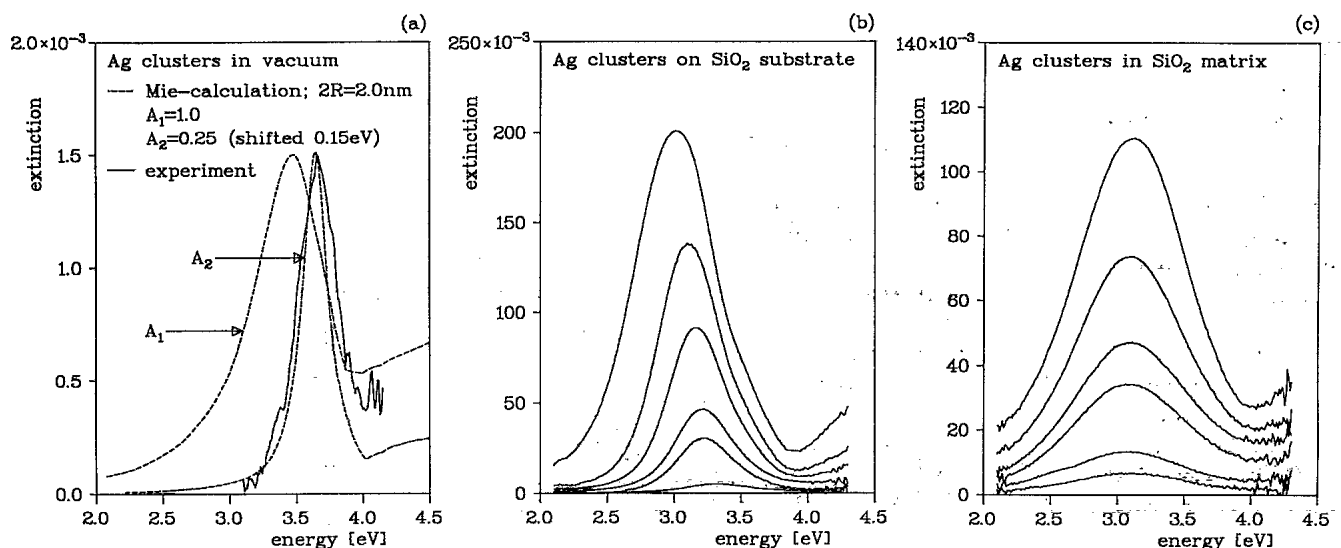 (a)
2.0×10⁻³
Ag clusters in vacuum
Mie−calculation; 2R=2.0nm
A₁=1.0
A₂=0.25 (shifted 0.15eV)
experiment
1.5
1.0
0.5
0.0
extinction
A₂
A₁
2.0 2.5 3.0 3.5 4.0 4.5
energy [eV]
(b)
250×10⁻³
Ag clusters on SiO₂ substrate
200
150
100
50
0
extinction
2.0 2.5 3.0 3.5 4.0 4.5
energy [eV]
(c)
140×10⁻³
Ag clusters in SiO₂ matrix
120
100
80
60
40
20
0
extinction
2.0 2.5 3.0 3.5 4.0 4.5
energy [eV]